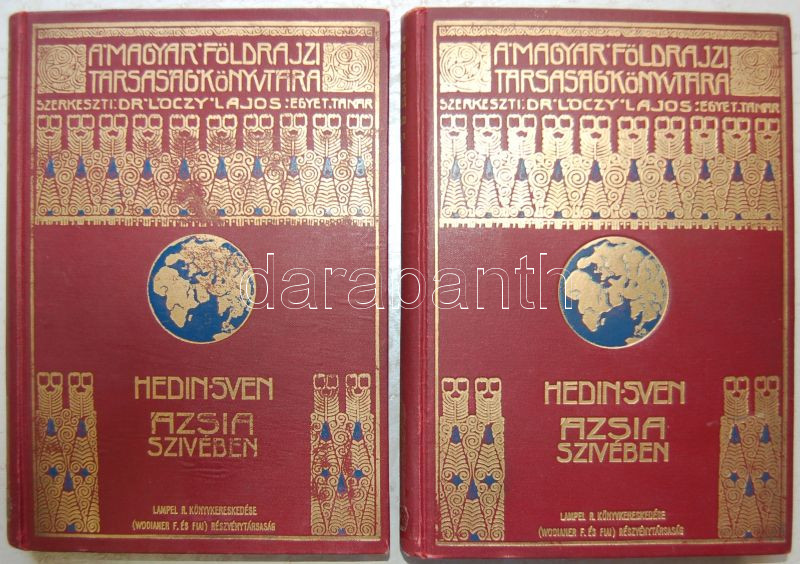 A MAGYAR FÖLDRAJZI
TÁRSASÁG KÖNYVTÁRA
SZERKESZTI: DR LÓCZY LAJOS: EGYET. TANÁR
HEDIN·SVEN
ÁZSIA
SZIVÉBEN
LAMPEL R. KÖNYVKERESKEDÉSE
(WODIANER F. ÉS FIAI) RÉSZVÉNYTÁRSASÁG
A MAGYAR FÖLDRAJZI
TÁRSASÁG KÖNYVTÁRA
SZERKESZTI: DR LÓCZY LAJOS: EGYET. TANÁR
HEDIN·SVEN
ÁZSIA
SZIVÉBEN
LAMPEL R. KÖNYVKERESKEDÉSE
(WODIANER F. ÉS FIAI) RÉSZVÉNYTÁRSASÁG
darabanth